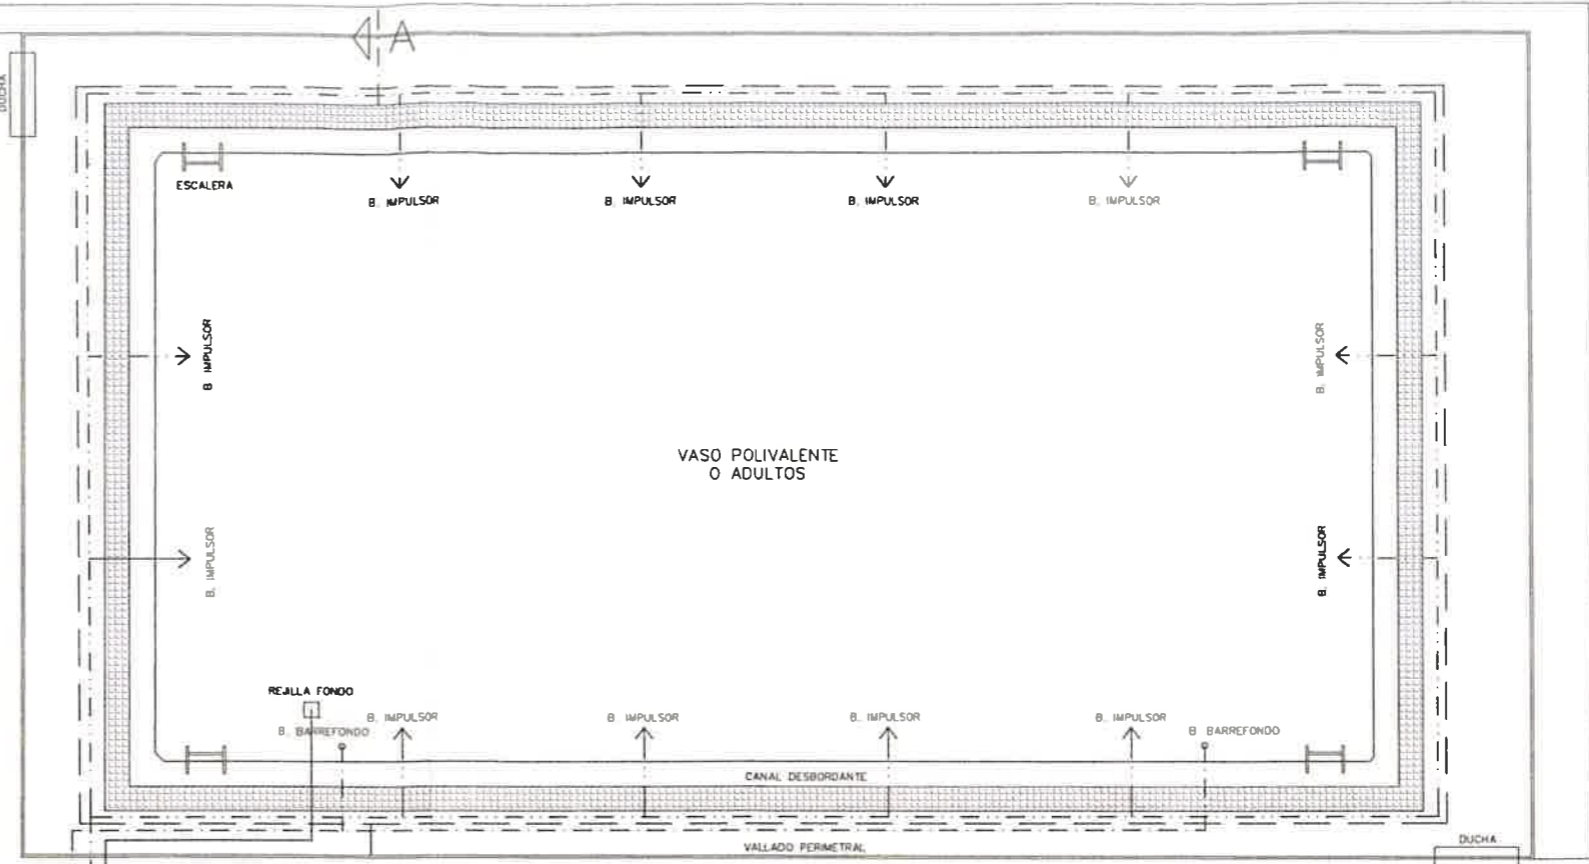 A
DUCHA
ESCALERA
B. IMPULSOR
B. IMPULSOR
B. IMPULSOR
B. IMPULSOR
B IMPULSOR
B. IMPULSOR
VASO POLIVALENTE
O ADULTOS
B. IMPULSOR
B. IMPULSOR
REJILLA FONDO
B. IMPULSOR
B. IMPULSOR
B. IMPULSOR
B. IMPULSOR
B. BARREFONDO
B BARREFONDO
CANAL DESBORDANTE
VALLADO PERIMETRAL
DUCHA